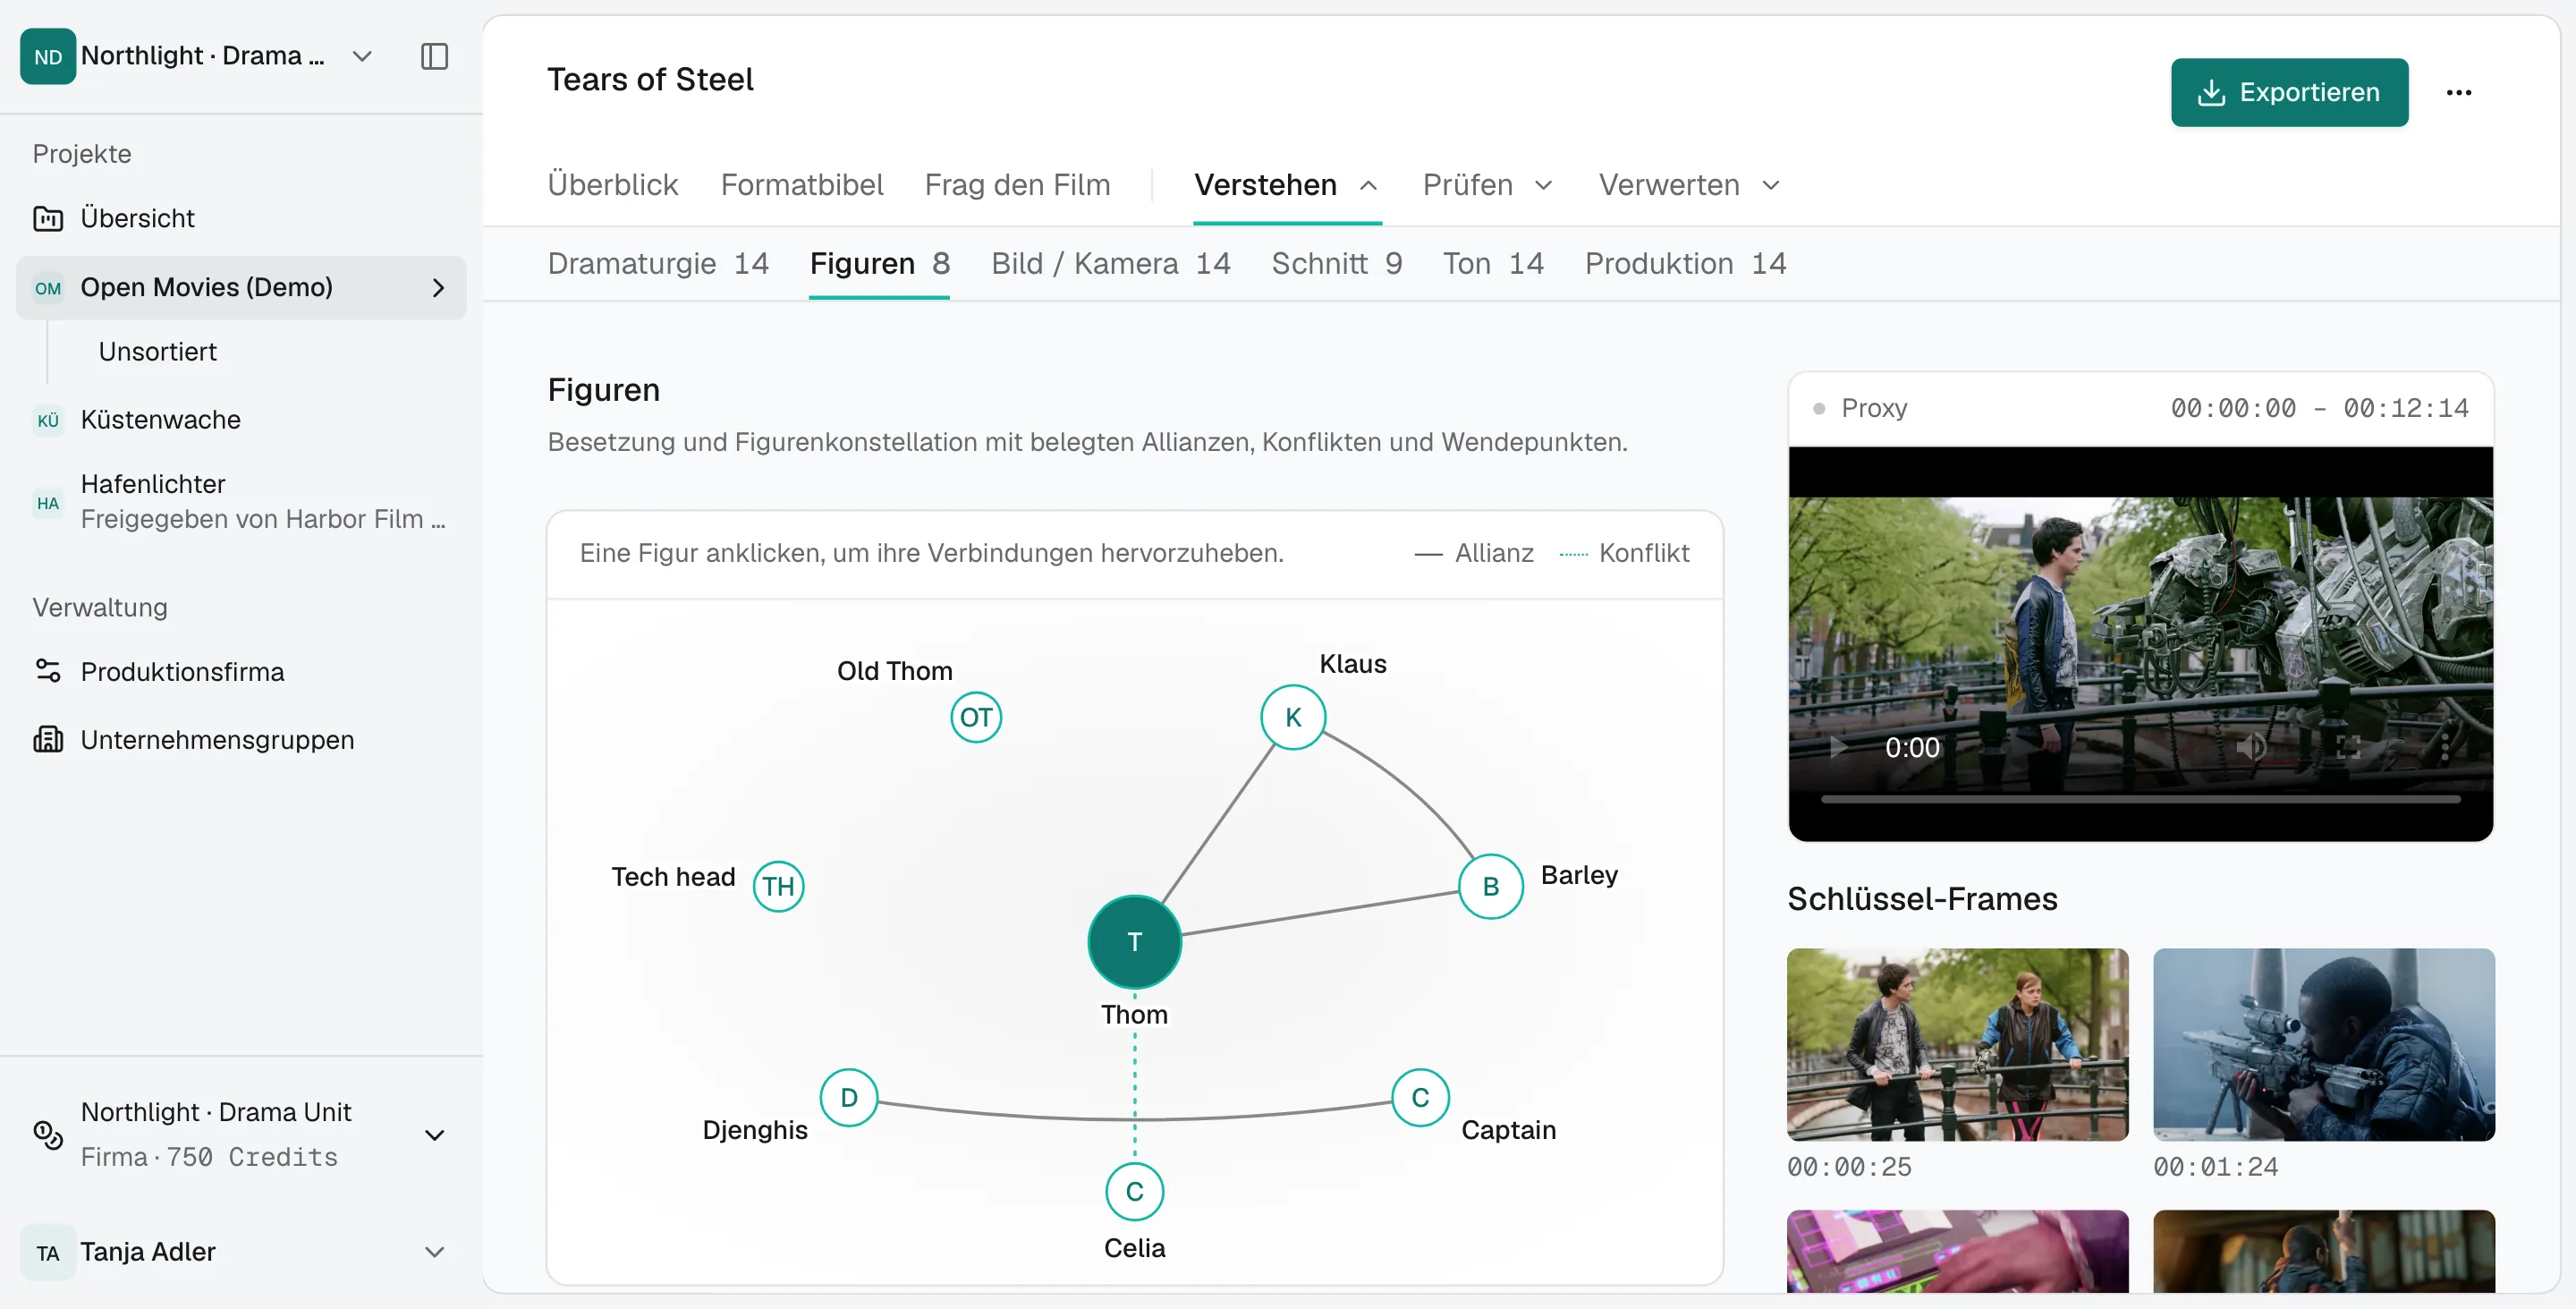 ND Northlight · Drama ...
Projekte
Übersicht
OM Open Movies (Demo)
Unsortiert
KÜ Küstenwache
HA Hafenlichter
Freigegeben von Harbor Film ...
Verwaltung
Produktionsfirma
Unternehmensgruppen
Northlight · Drama Unit
Firma · 750 Credits
TA Tanja Adler
Tears of Steel
Exportieren
Überblick Formatbibel Frag den Film Verstehen Prüfen Verwerten
Dramaturgie 14 Figuren 8 Bild / Kamera 14 Schnitt 9 Ton 14 Produktion 14
Figuren
Besetzung und Figurenkonstellation mit belegten Allianzen, Konflikten und Wendepunkten.
Eine Figur anklicken, um ihre Verbindungen hervorzuheben. Allianz Konflikt
Klaus
Old Thom
OT K
Tech head TH B Barley
T
Thom
D C
Djenghis Captain
C
Celia
Proxy 00:00:00 – 00:12:14
0:00
Schlüssel-Frames
00:00:25 00:01:24